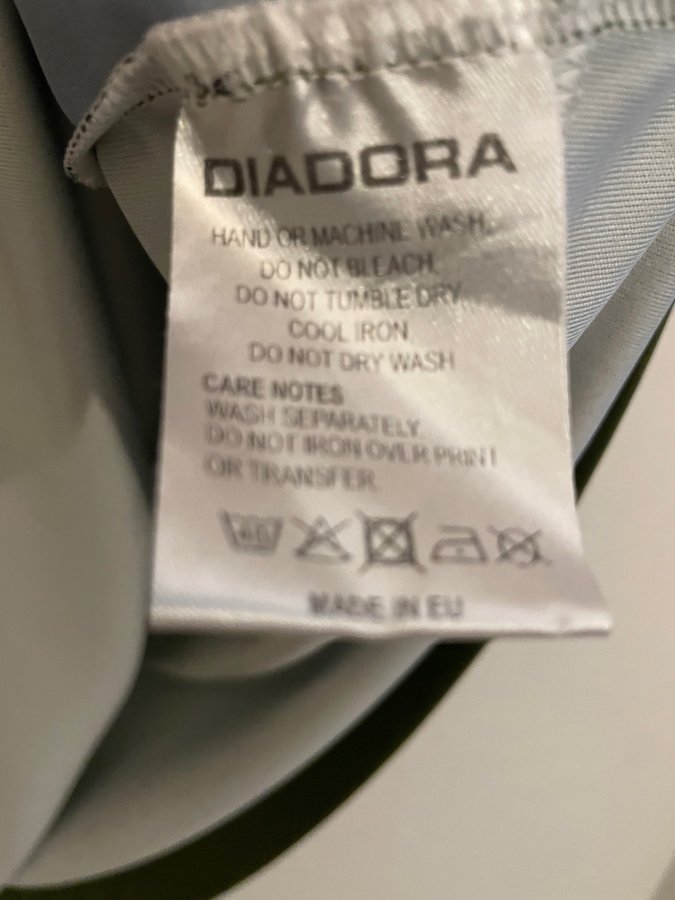 DIADORA
HAND OR MACHINE WASH.
DO NOT BLEACH.
DO NOT TUMBLE DRY.
COOL IRON.
DO NOT DRY WASH
CARE NOTES
WASH SEPARATELY.
DO NOT IRON OVER PRINT
OR TRANSFER.
40
MADE IN EU